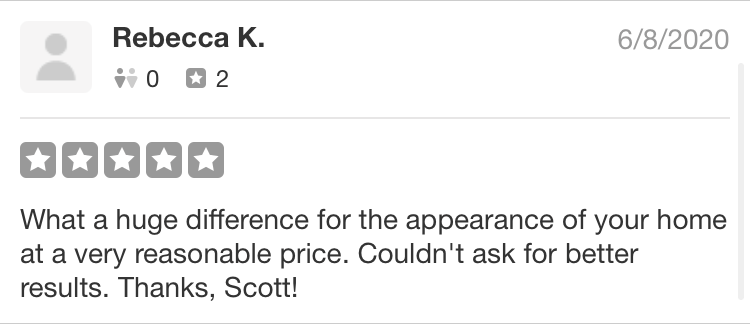 Rebecca K.
6/8/2020
0 2
What a huge difference for the appearance of your home
at a very reasonable price. Couldn't ask for better
results. Thanks, Scott!